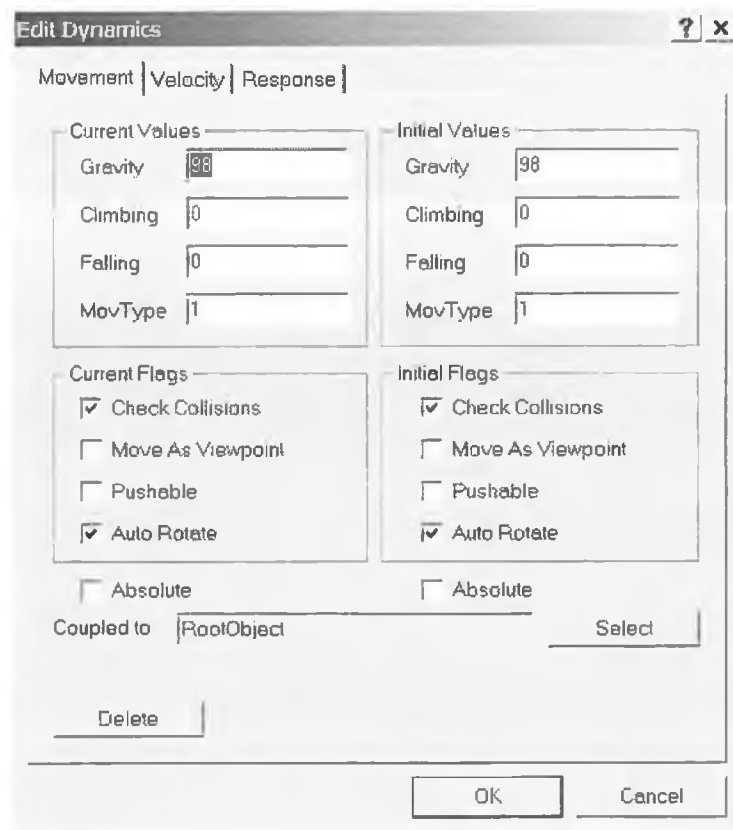 Edit Dynamics ? ×
Movement Velocity Response
Current Values
Gravity 98
Climbing 0
Falling 0
MovType 1
Initial Values
Gravity 98
Climbing 0
Falling 0
MovType 1
Current Flags
Check Collisions
Move As Viewpoint
Pushable
Auto Rotate
Absolute
Initial Flags
Check Collisions
Move As Viewpoint
Pushable
Auto Rotate
Absolute
Coupled to RootObject Select
Delete
OK Cancel